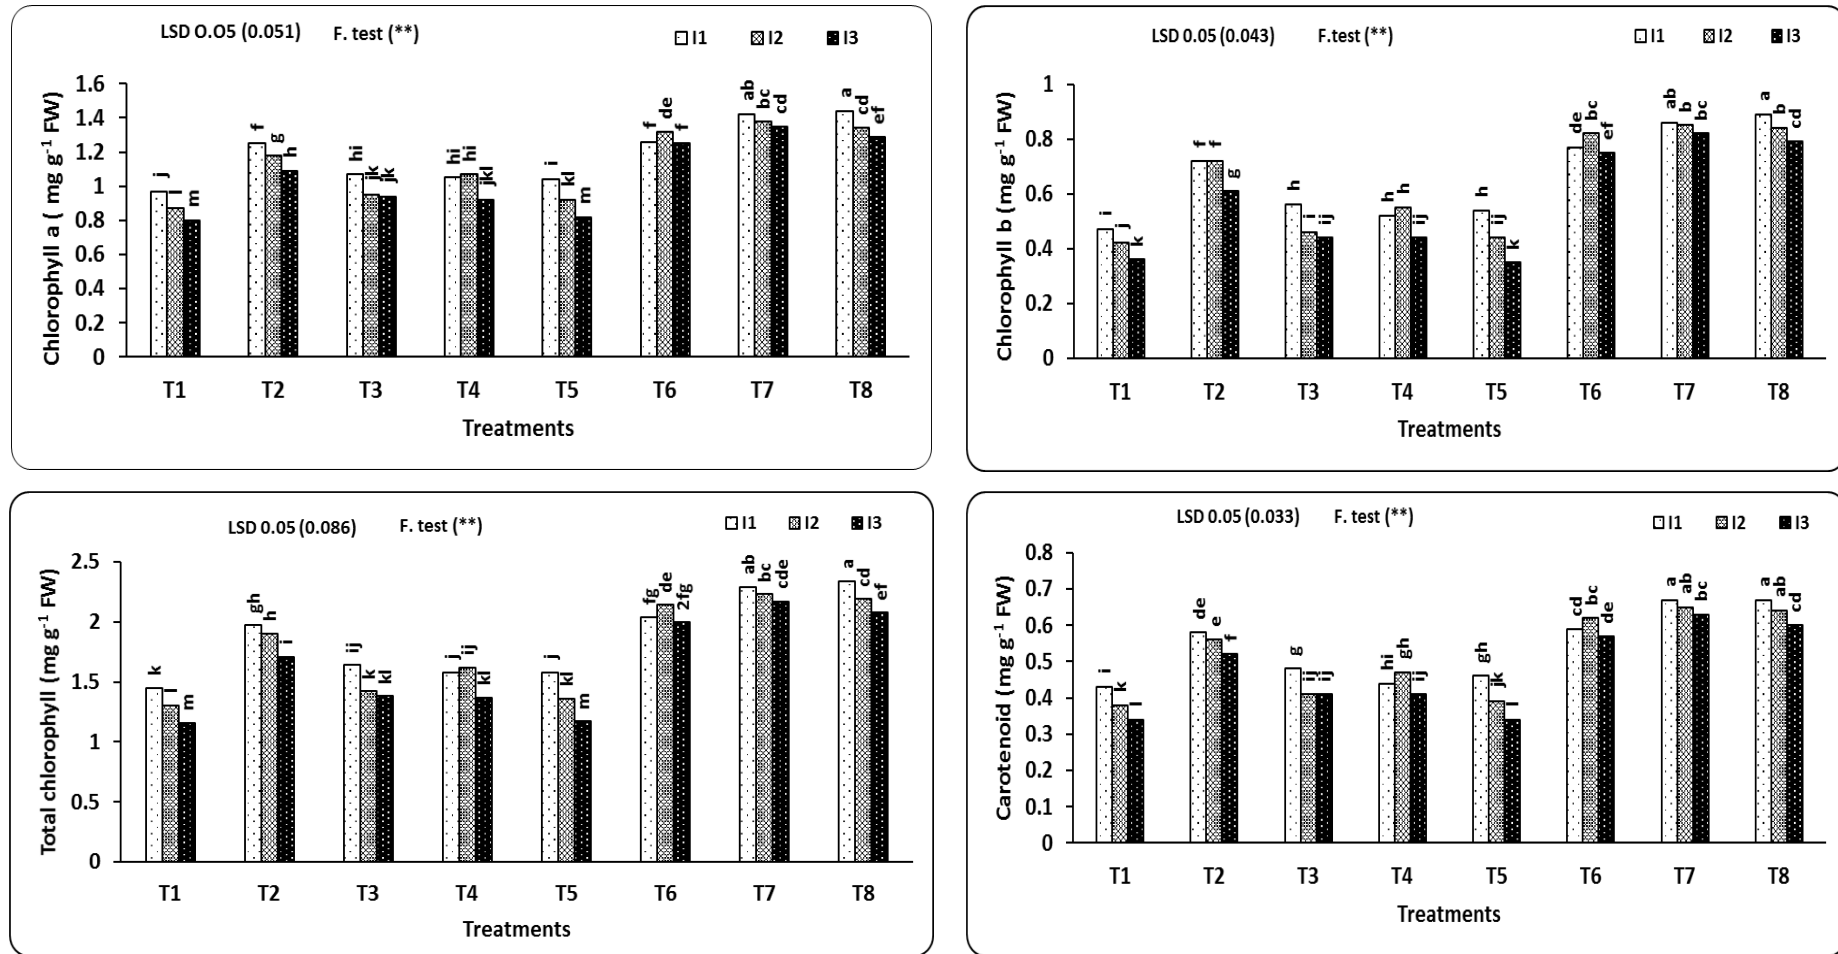 LSD O.O5 (0.051) F. test (**)
I1 I2 I3
Chlorophyll a ( mg g-1 FW)
1.6
1.4
1.2
1
0.8
0.6
0.4
0.2
0
j l m
f g h
hi jk jk
hi hi jkl
i kl m
f de f
ab bc cd
a cd ef
T1 T2 T3 T4 T5 T6 T7 T8
Treatments
LSD 0.05 (0.043) F.test (**)
I1 I2 I3
Chlorophyll b (mg g-1 FW)
1
0.8
0.6
0.4
0.2
0
i j k
f f g
h i ij
h h ij
h ij k
de bc ef
ab b bc
a b cd
T1 T2 T3 T4 T5 T6 T7 T8
Treatments
LSD 0.05 (0.086) F. test (**)
I1 I2 I3
Total chlorophyll (mg g-1 FW)
2.5
2
1.5
1
0.5
0
k l m
gh h i
ij k kl
j ij kl
j kl m
fg de 2fg
ab bc cde
a cd ef
T1 T2 T3 T4 T5 T6 T7 T8
Treatments
LSD 0.05 (0.033) F. test (**)
I1 I2 I3
Carotenoid (mg g-1 FW)
0.8
0.7
0.6
0.5
0.4
0.3
0.2
0.1
0
i k l
de e f
g ij ij
hi gh ij
gh jk l
cd bc de
a ab bc
a ab cd
T1 T2 T3 T4 T5 T6 T7 T8
Treatments